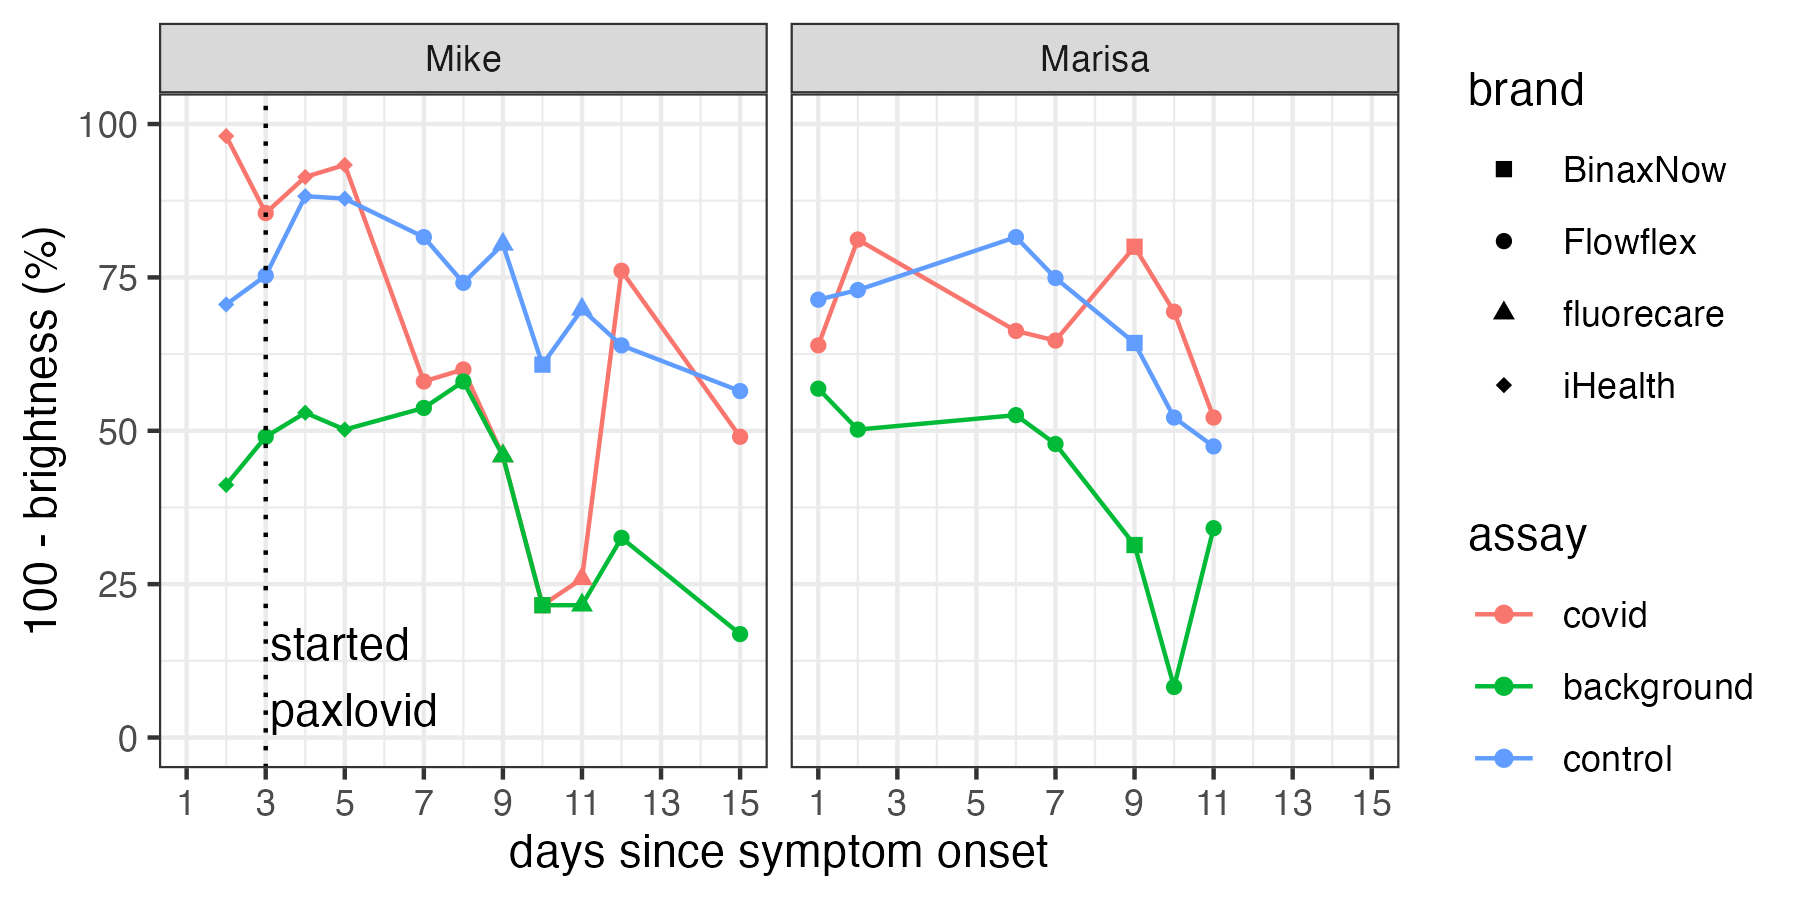 Mike
Marisa
100 - brightness (%)
100
75
50
25
0
started
paxlovid
1 3 5 7 9 11 13 15
1 3 5 7 9 11 13 15
days since symptom onset
brand
BinaxNow
Flowflex
fluorecare
iHealth
assay
covid
background
control